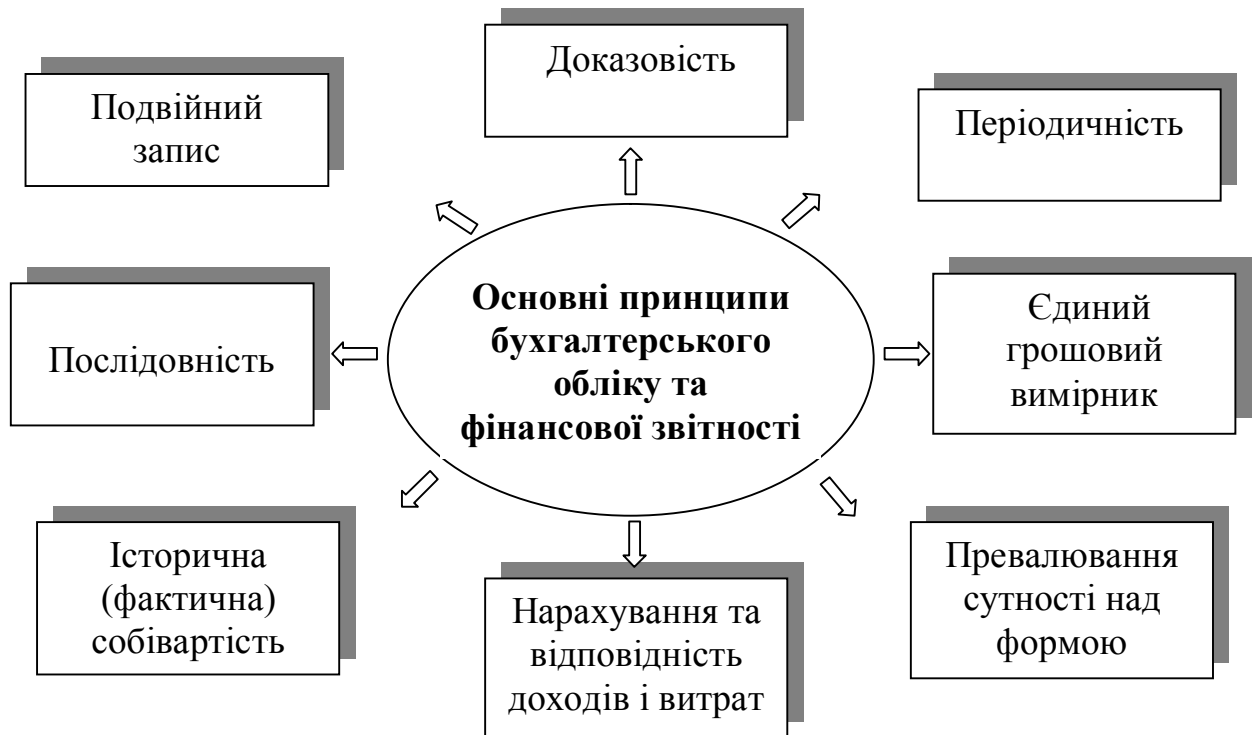 Доказовість
Подвійний
запис
Періодичність
Основні принципи
бухгалтерського
обліку та
фінансової звітності
Послідовність
Єдиний
грошовий
вимірник
Історична
(фактична)
собівартість
Нарахування та
відповідність
доходів і витрат
Превалювання
сутності над
формою